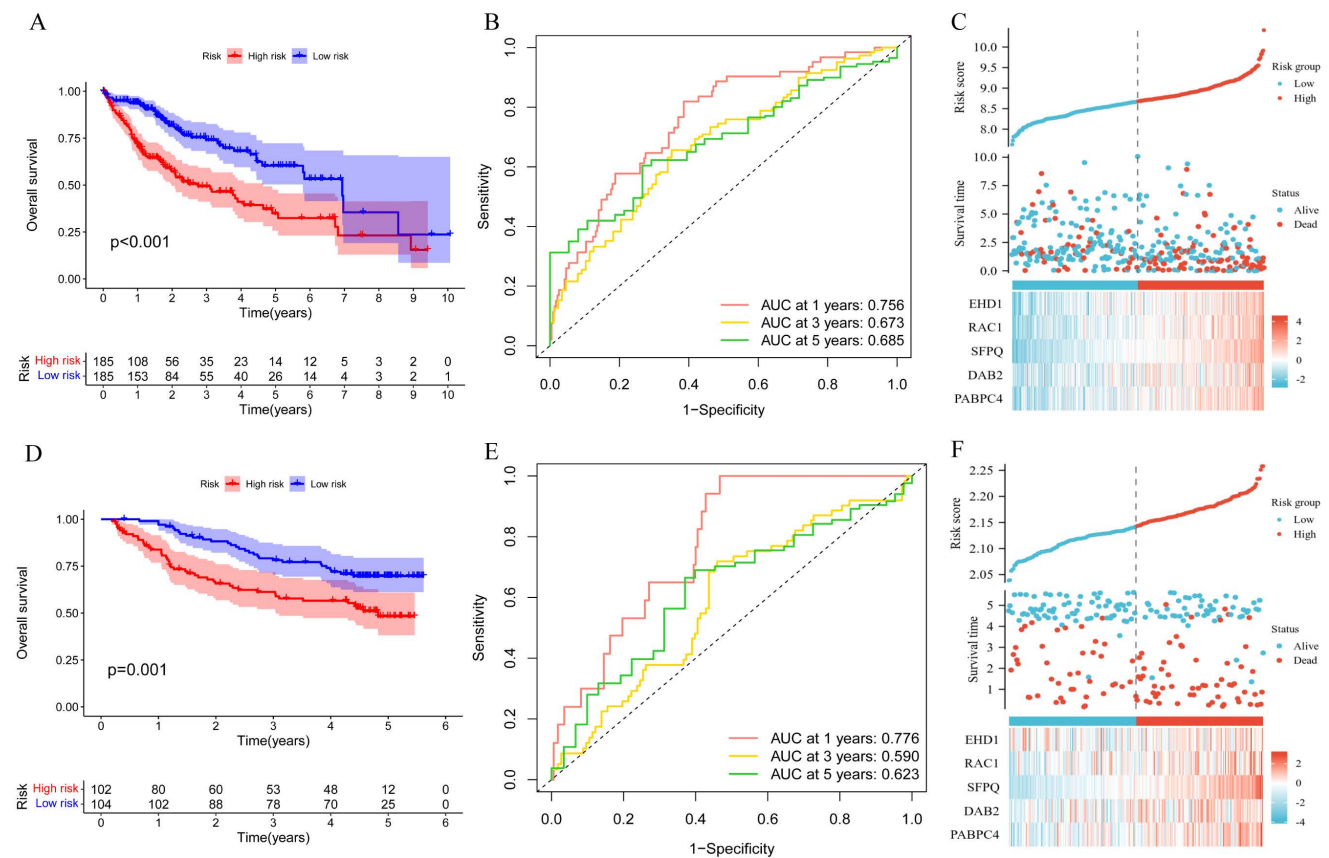 A
Risk High risk Low risk
Overall survival
1.00
0.75
0.50
0.25
0.00
p<0.001
0 1 2 3 4 5 6 7 8 9 10
Time(years)
Risk
High risk 185 108 56 35 23 14 12 5 3 2 0
Low risk 185 153 84 55 40 26 14 4 3 2 1
0 1 2 3 4 5 6 7 8 9 10
Time(years)
B
Sensitivity
1.0
0.8
0.6
0.4
0.2
0.0
AUC at 1 years: 0.756
AUC at 3 years: 0.673
AUC at 5 years: 0.685
0.0 0.2 0.4 0.6 0.8 1.0
1−Specificity
C
Risk score
10.0
9.5
9.0
8.5
8.0
Risk group
Low
High
Survival time
10.0
7.5
5.0
2.5
0.0
Status
Alive
Dead
EHD1
RAC1
SFPQ
DAB2
PABPC4
4
2
0
-2
D
Risk High risk Low risk
Overall survival
1.00
0.75
0.50
0.25
0.00
p=0.001
0 1 2 3 4 5 6
Time(years)
Risk
High risk 102 80 60 53 48 12 0
Low risk 104 102 88 78 70 25 0
0 1 2 3 4 5 6
Time(years)
E
Sensitivity
1.0
0.8
0.6
0.4
0.2
0.0
AUC at 1 years: 0.776
AUC at 3 years: 0.590
AUC at 5 years: 0.623
0.0 0.2 0.4 0.6 0.8 1.0
1−Specificity
F
Risk score
2.25
2.20
2.15
2.10
2.05
Risk group
Low
High
Survival time
5
4
3
2
1
Status
Alive
Dead
EHD1
RAC1
SFPQ
DAB2
PABPC4
2
0
-2
-4